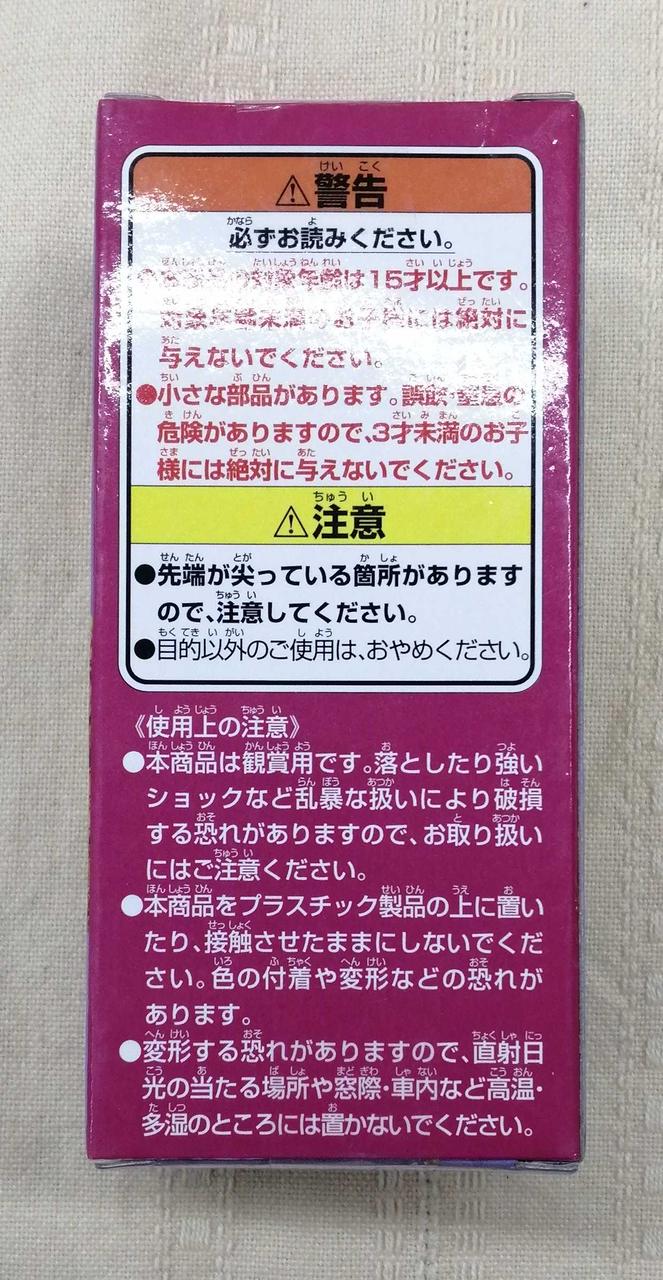 ⚠警告
必ずお読みください。
対象年齢は15才以上です。
対象年齢未満のお子様には絶対に
与えないでください。
●小さな部品があります。誤飲・窒息の
危険がありますので、3才未満のお子
様には絶対に与えないでください。
⚠注意
●先端が尖っている箇所があります
ので、注意してください。
●目的以外のご使用は、おやめください。
《使用上の注意》
●本商品は観賞用です。落としたり強い
ショックなど乱暴な扱いにより破損
する恐れがありますので、お取り扱い
にはご注意ください。
●本商品をプラスチック製品の上に置い
たり、接触させたままにしないでくだ
さい。色の付着や変形などの恐れが
あります。
●変形する恐れがありますので、直射日
光の当たる場所や窓際・車内など高温・
多湿のところには置かないでください。